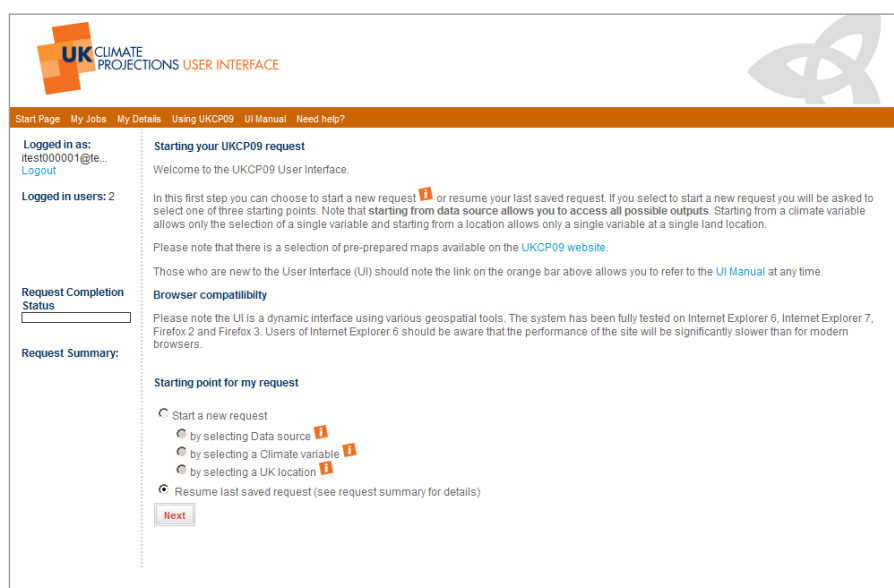 UK CLIMATE
PROJECTIONS USER INTERFACE
Start Page My Jobs My Details Using UKCP09 UI Manual Need help?
Logged in as:
itest000001@te...
Logout
Logged in users: 2
Request Completion
Status
Request Summary:
Starting your UKCP09 request
Welcome to the UKCP09 User Interface.
In this first step you can choose to start a new request i or resume your last saved request. If you select to start a new request you will be asked to
select one of three starting points. Note that starting from data source allows you to access all possible outputs. Starting from a climate variable
allows only the selection of a single variable and starting from a location allows only a single variable at a single land location.
Please note that there is a selection of pre-prepared maps available on the UKCP09 website.
Those who are new to the User Interface (UI) should note the link on the orange bar above allows you to refer to the UI Manual at any time.
Browser compatilibilty
Please note the UI is a dynamic interface using various geospatial tools. The system has been fully tested on Internet Explorer 6, Internet Explorer 7,
Firefox 2 and Firefox 3. Users of Internet Explorer 6 should be aware that the performance of the site will be significantly slower than for modern
browsers.
Starting point for my request
Start a new request
by selecting Data source i
by selecting a Climate variable i
by selecting a UK location i
Resume last saved request (see request summary for details)
Next